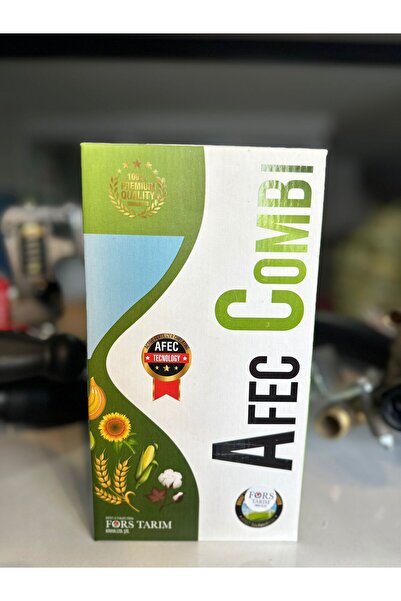 100%
PREMIUM
QUALITY
AFEC
TECNOLOGY
AFEC COMBI
FORS TARIM
FORS
TARIM